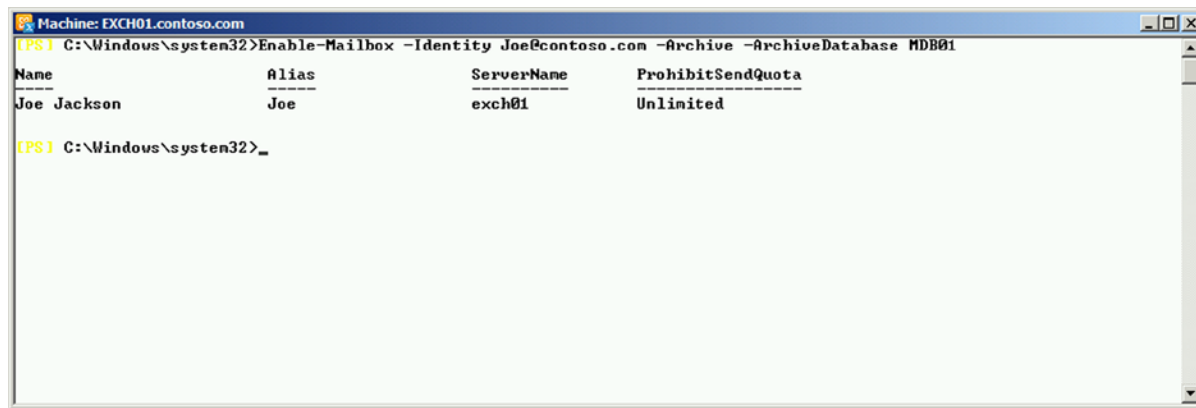 Machine: EXCH01.contoso.com
[PS] C:\Windows\system32>Enable-Mailbox -Identity Joe@contoso.com -Archive -ArchiveDatabase MDB01
Name Alias ServerName ProhibitSendQuota
---- ----- ---------- -----------------
Joe Jackson Joe exch01 Unlimited
[PS] C:\Windows\system32>_